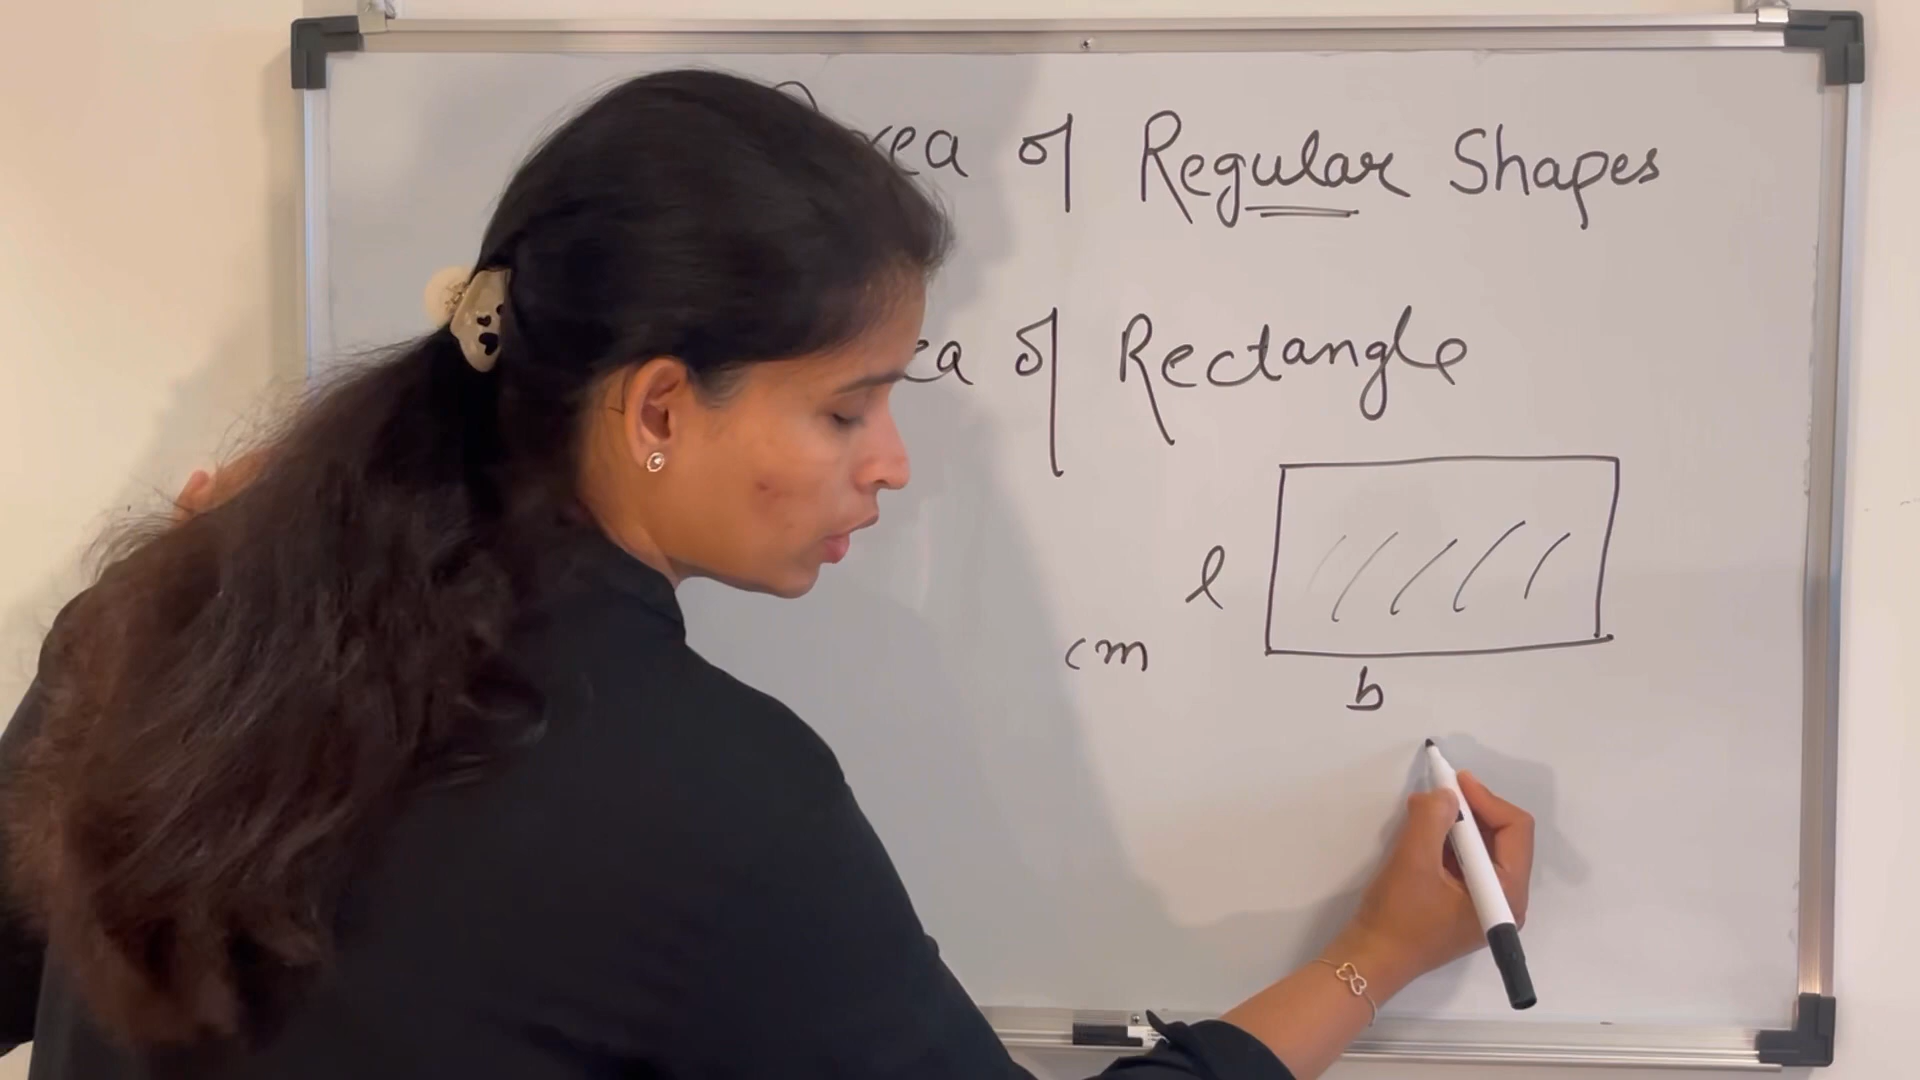 of Regular Shapes
of Rectangle
l
cm
b